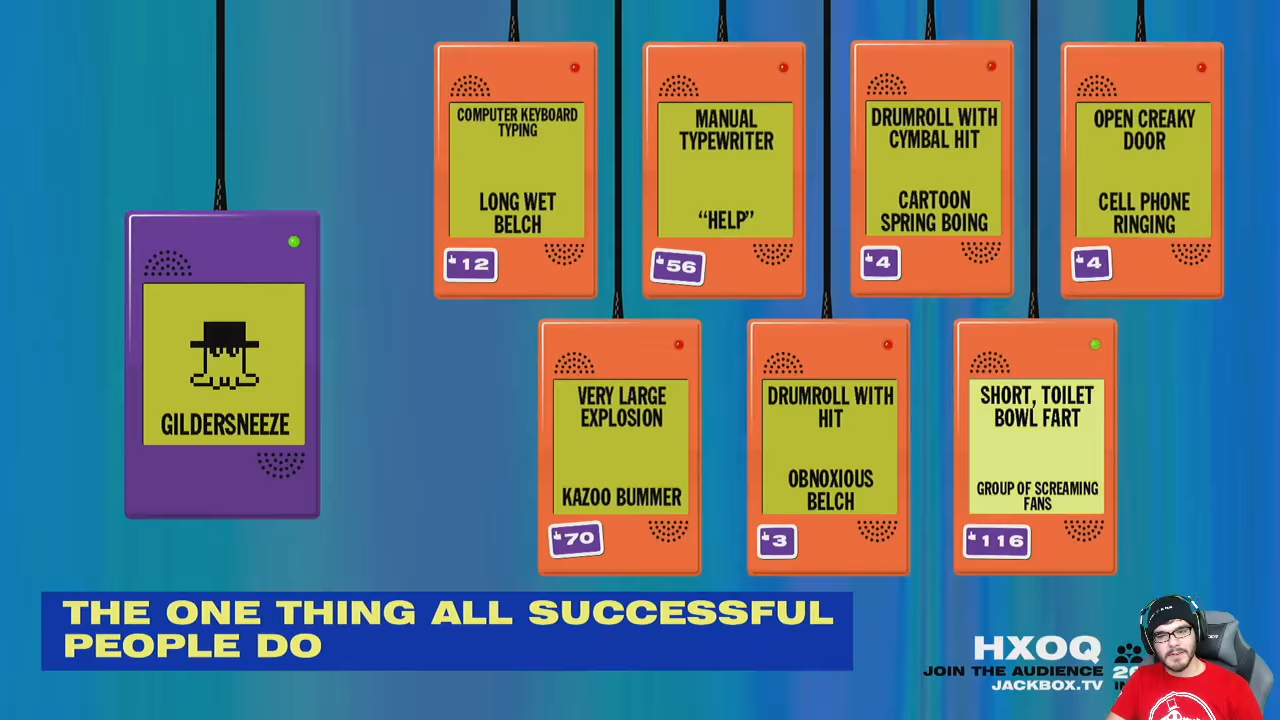 COMPUTER KEYBOARD
TYPING
LONG WET
BELCH
12
MANUAL
TYPEWRITER
“HELP”
56
DRUMROLL WITH
CYMBAL HIT
CARTOON
SPRING BOING
4
OPEN CREAKY
DOOR
CELL PHONE
RINGING
4
GILDERSNEEZE
VERY LARGE
EXPLOSION
KAZOO BUMMER
70
DRUMROLL WITH
HIT
OBNOXIOUS
BELCH
3
SHORT, TOILET
BOWL FART
GROUP OF SCREAMING
FANS
116
THE ONE THING ALL SUCCESSFUL
PEOPLE DO
HXOQ
JOIN THE AUDIENCE
JACKBOX.TV